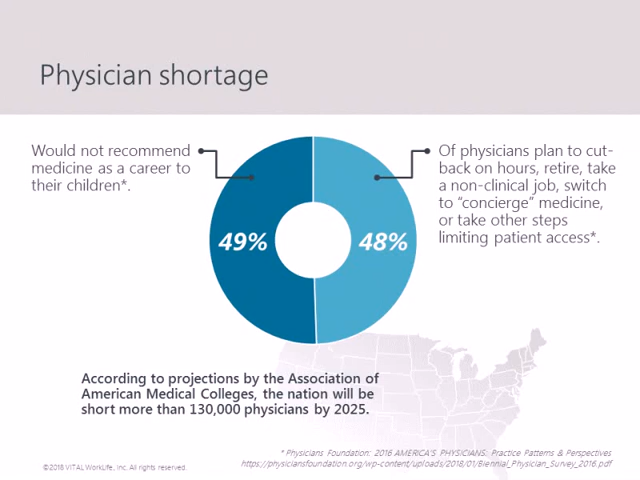 Physician shortage
Would not recommend
medicine as a career to
their children*.
Of physicians plan to cut-
back on hours, retire, take
a non-clinical job, switch
to “concierge” medicine,
or take other steps
limiting patient access*.
49%
48%
According to projections by the Association of
American Medical Colleges, the nation will be
short more than 130,000 physicians by 2025.
* Physicians Foundation: 2016 AMERICA'S PHYSICIANS: Practice Patterns & Perspectives
https://physiciansfoundation.org/wp-content/uploads/2018/01/Biennial_Physician_Survey_2016.pdf
©2018 VITAL WorkLife, Inc. All rights reserved.